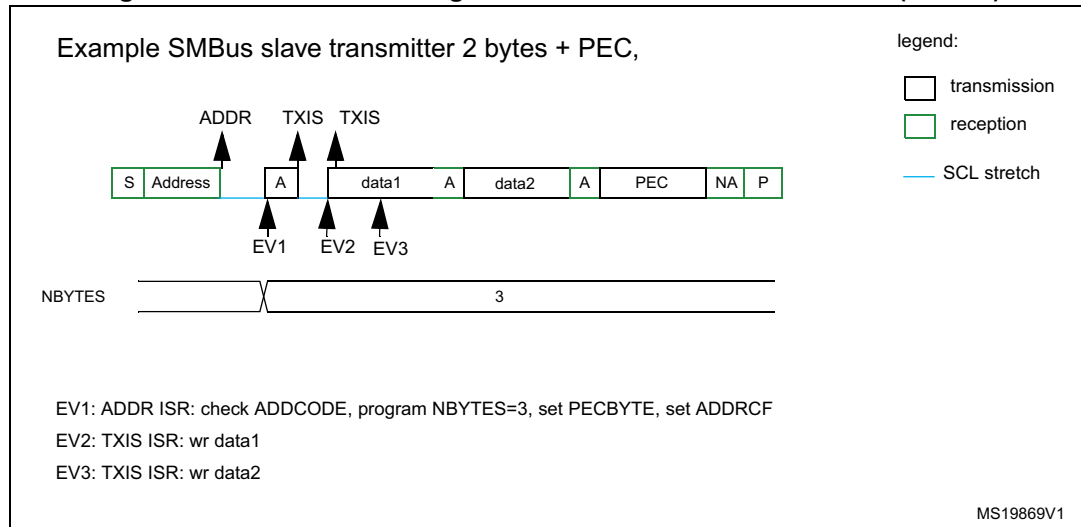 Example SMBus slave transmitter 2 bytes + PEC,
legend:
transmission
reception
SCL stretch
ADDR TXIS TXIS
S Address A data1 A data2 A PEC NA P
EV1 EV2 EV3
NBYTES 3
EV1: ADDR ISR: check ADDCODE, program NBYTES=3, set PECBYTE, set ADDRCF
EV2: TXIS ISR: wr data1
EV3: TXIS ISR: wr data2
MS19869V1